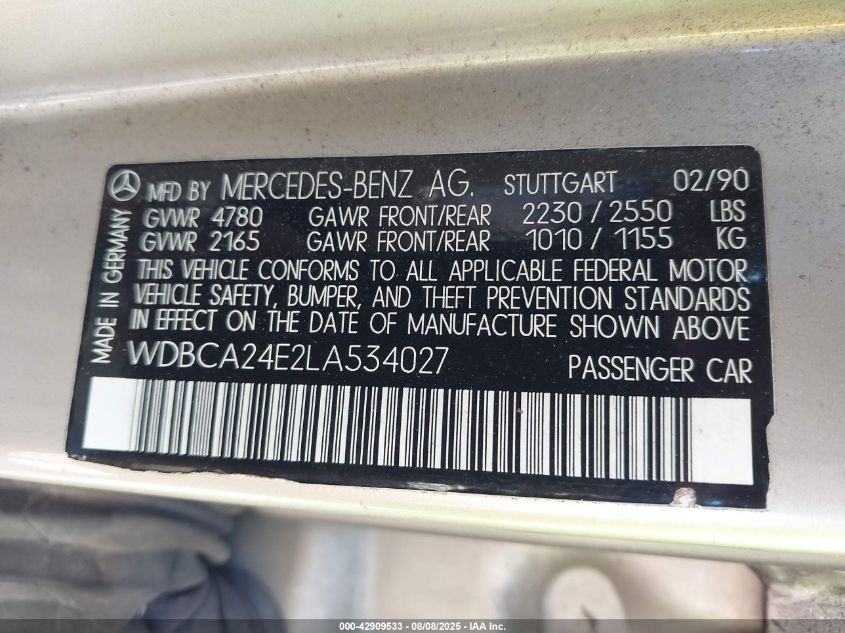 MFD BY MERCEDES-BENZ AG. STUTTGART 02/90
GVWR 4780 GAWR FRONT/REAR 2230 / 2550 LBS
GVWR 2165 GAWR FRONT/REAR 1010 / 1155 KG
THIS VEHICLE CONFORMS TO ALL APPLICABLE FEDERAL MOTOR
VEHICLE SAFETY, BUMPER, AND THEFT PREVENTION STANDARDS
IN EFFECT ON THE DATE OF MANUFACTURE SHOWN ABOVE
WDBCA24E2LA534027 PASSENGER CAR
MADE IN GERMANY
000-42909533 - 08/08/2025 - IAA Inc.